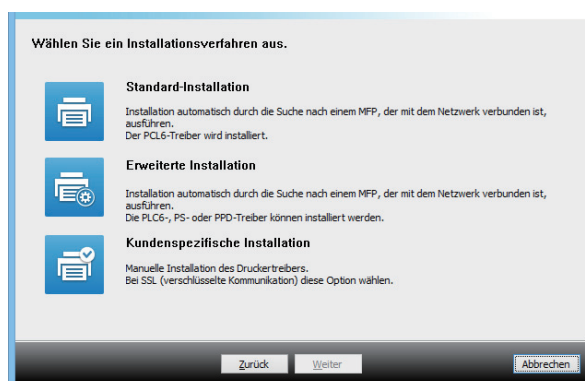 Wählen Sie ein Installationsverfahren aus.
Standard-Installation
Installation automatisch durch die Suche nach einem MFP, der mit dem Netzwerk verbunden ist,
ausführen.
Der PCL6-Treiber wird installiert.
Erweiterte Installation
Installation automatisch durch die Suche nach einem MFP, der mit dem Netzwerk verbunden ist,
ausführen.
Die PLC6-, PS- oder PPD-Treiber können installiert werden.
Kundenspezifische Installation
Manuelle Installation des Druckertreibers.
Bei SSL (verschlüsselte Kommunikation) diese Option wählen.
Zurück Weiter Abbrechen